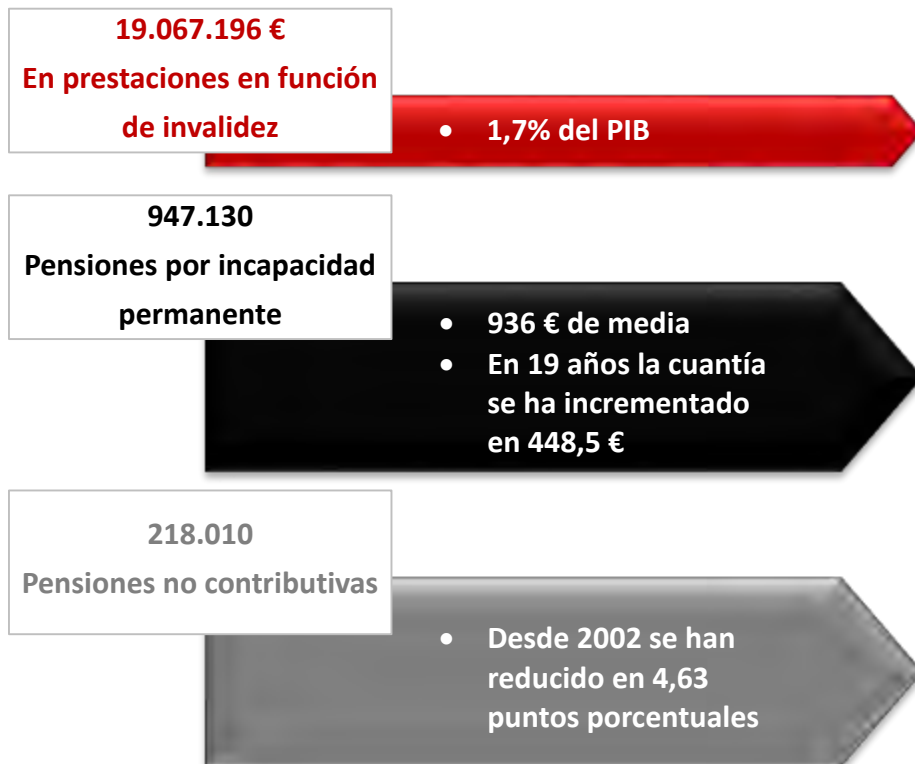 19.067.196 €
En prestaciones en función
de invalidez
• 1,7% del PIB
947.130
Pensiones por incapacidad
permanente
• 936 € de media
• En 19 años la cuantía
se ha incrementado
en 448,5 €
218.010
Pensiones no contributivas
• Desde 2002 se han
reducido en 4,63
puntos porcentuales